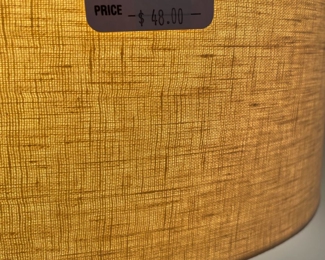 PRICE —$ 48.00 —